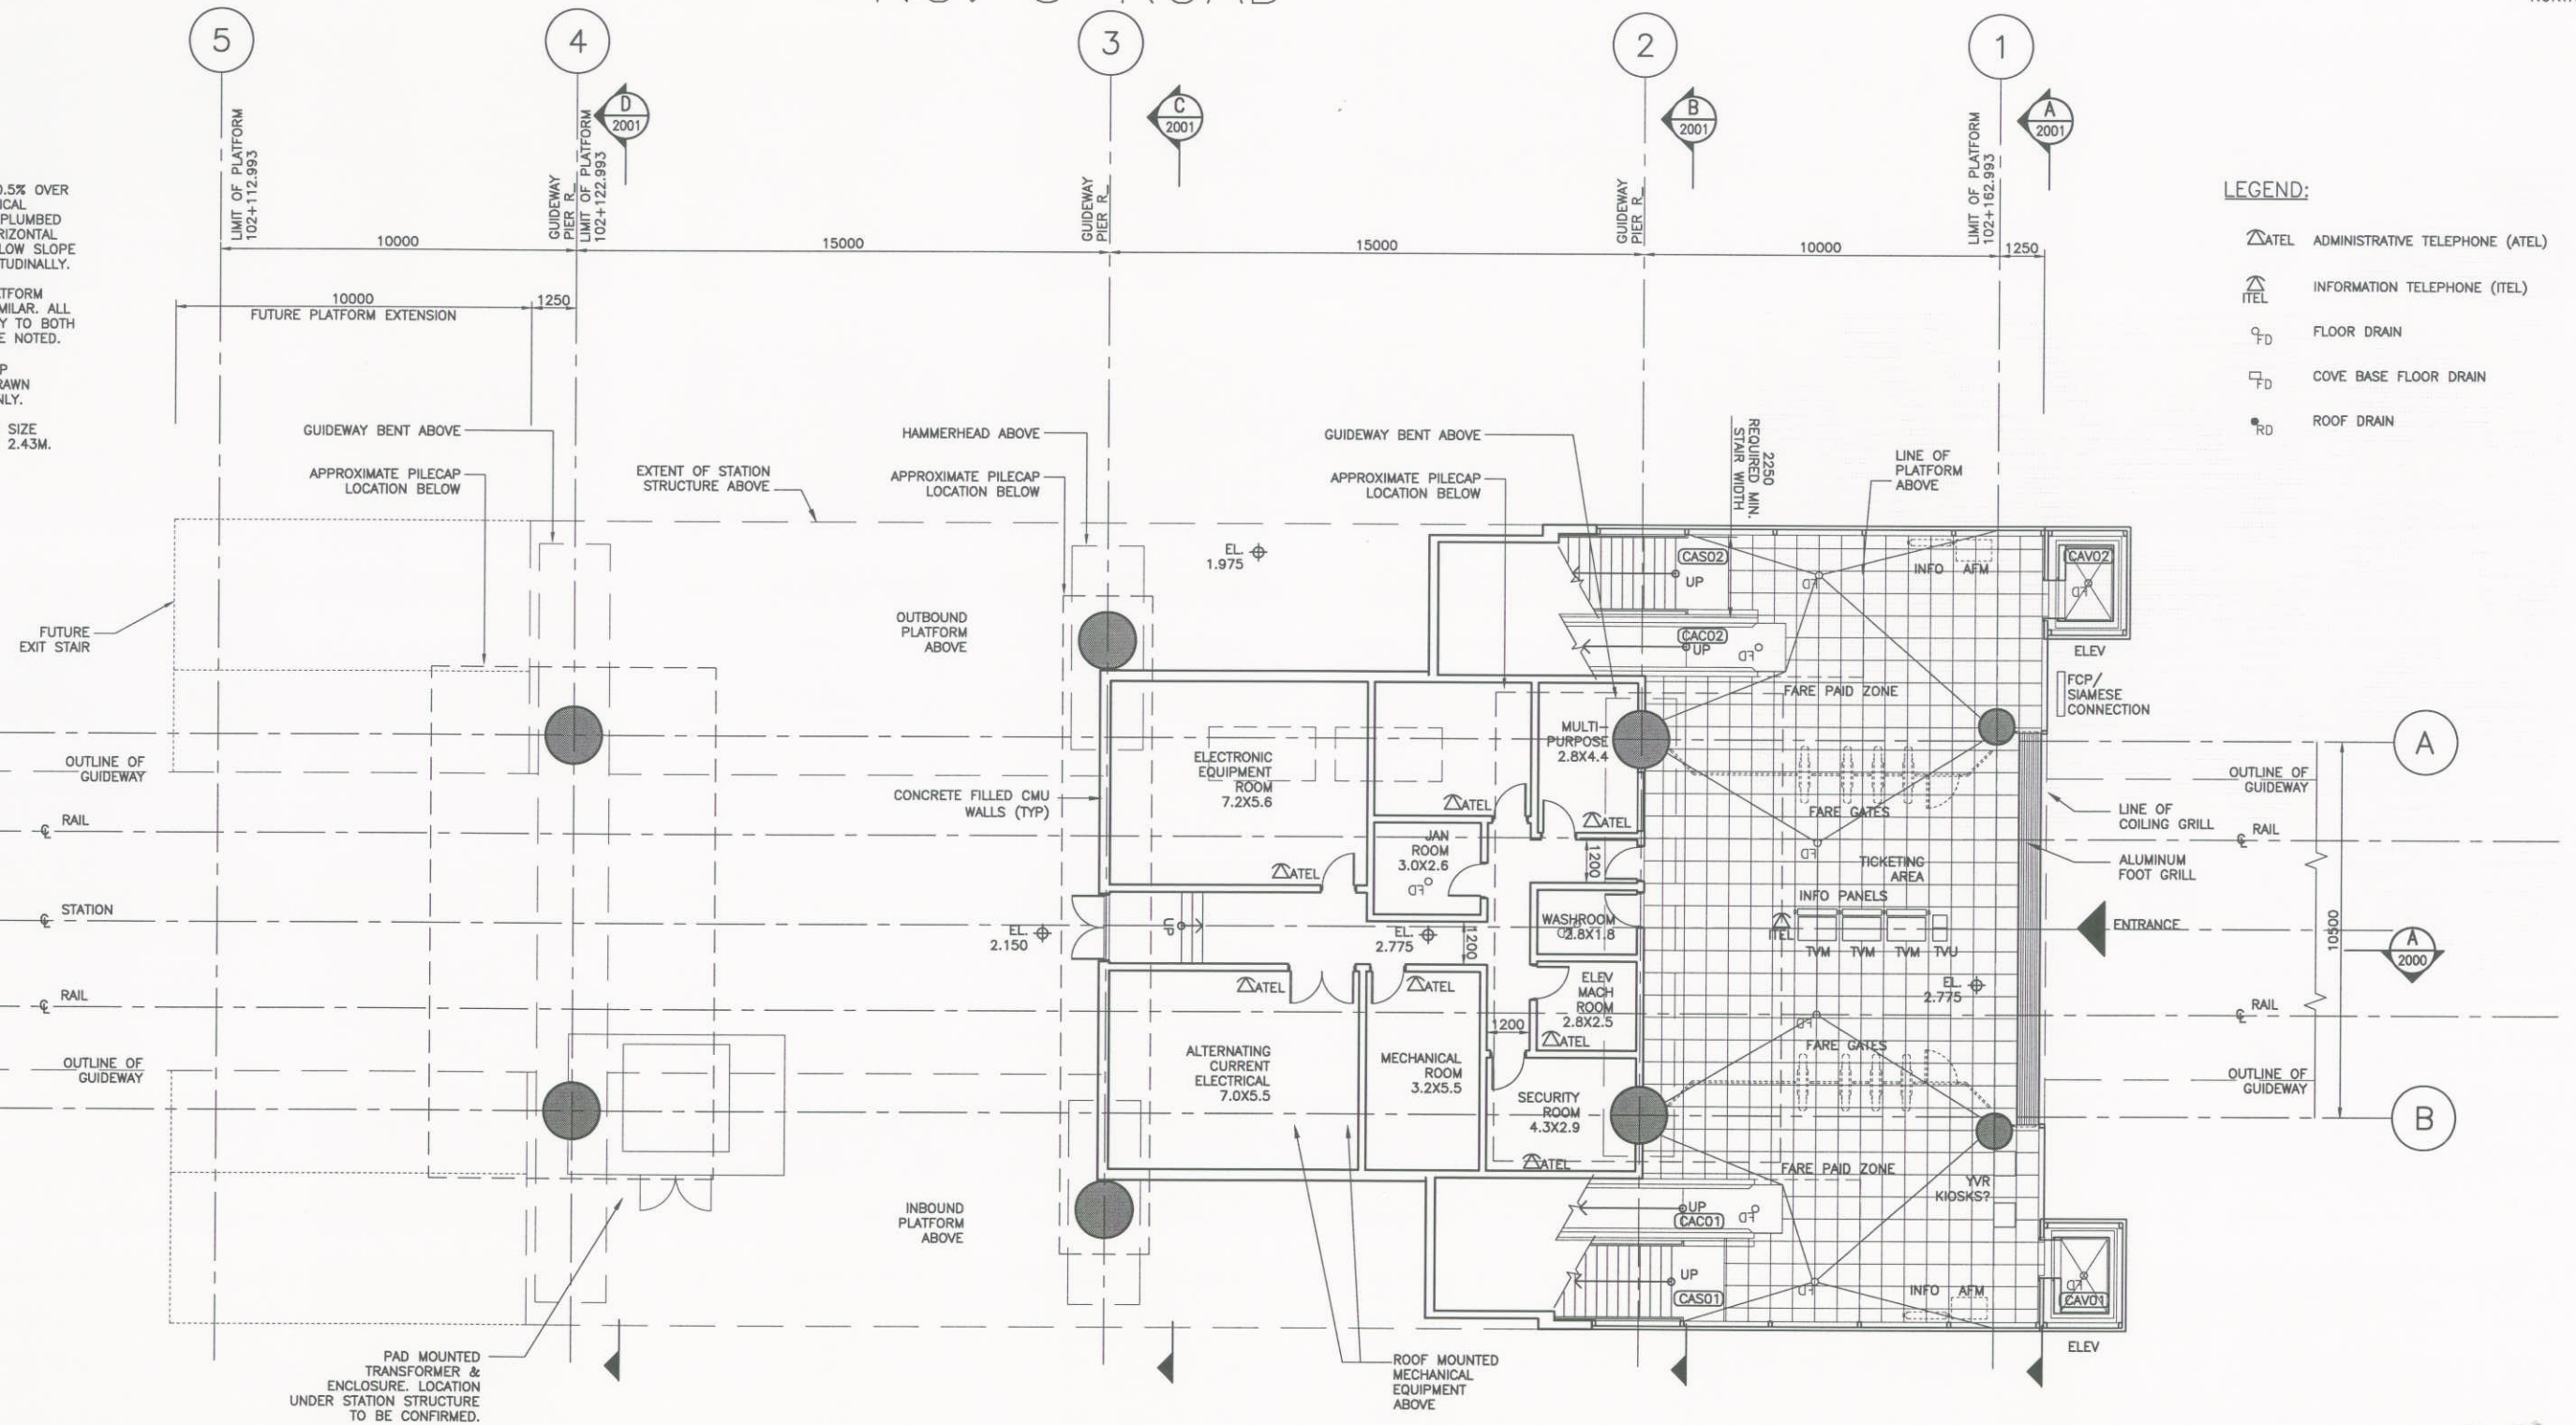 NO. 3 ROAD
5
4
3
2
1
D
2001
C
2001
B
2001
A
2001
LIMIT OF PLATFORM
102+112.993
GUIDEWAY
PIER R_
LIMIT OF PLATFORM
102+122.993
GUIDEWAY
PIER R_
GUIDEWAY
PIER R_
LIMIT OF PLATFORM
102+162.993
10000
15000
15000
10000
1250
10000
1250
FUTURE PLATFORM EXTENSION
0.5% OVER
ICAL
PLUMBED
RIZONTAL
LOW SLOPE
TUDINALLY.
TFORM
MILAR. ALL
Y TO BOTH
E NOTED.
P
RAWN
NLY.
SIZE
2.43M.
LEGEND:
ATEL ADMINISTRATIVE TELEPHONE (ATEL)
ITEL INFORMATION TELEPHONE (ITEL)
FD FLOOR DRAIN
FD COVE BASE FLOOR DRAIN
RD ROOF DRAIN
GUIDEWAY BENT ABOVE
APPROXIMATE PILECAP
LOCATION BELOW
EXTENT OF STATION
STRUCTURE ABOVE
HAMMERHEAD ABOVE
APPROXIMATE PILECAP
LOCATION BELOW
GUIDEWAY BENT ABOVE
APPROXIMATE PILECAP
LOCATION BELOW
2250
REQUIRED MIN.
STAIR WIDTH
LINE OF
PLATFORM
ABOVE
EL.
1.975
CAS02
UP
FD
INFO
AFM
CAV02
FD
ELEV
FUTURE
EXIT STAIR
OUTBOUND
PLATFORM
ABOVE
CAC02
UP
FD
FARE PAID ZONE
FCP/
SIAMESE
CONNECTION
A
OUTLINE OF
GUIDEWAY
ELECTRONIC
EQUIPMENT
ROOM
7.2X5.6
MULTI-
PURPOSE
2.8X4.4
CONCRETE FILLED CMU
WALLS (TYP)
ATEL
ATEL
FARE GATES
OUTLINE OF
GUIDEWAY
LINE OF
COILING GRILL
RAIL
RAIL
JAN
ROOM
3.0X2.6
FD
ATEL
1200
FD
TICKETING
AREA
ALUMINUM
FOOT GRILL
INFO PANELS
STATION
UP
EL.
2.150
EL.
2.775
1200
WASHROOM
2.8X1.8
FD
ITEL
TVM
TVM
TVM
TVU
ENTRANCE
10500
A
2000
RAIL
ATEL
ATEL
ELEV
MACH
ROOM
2.8X2.5
EL.
2.775
RAIL
1200
ATEL
FD
FARE GATES
OUTLINE OF
GUIDEWAY
ALTERNATING
CURRENT
ELECTRICAL
7.0X5.5
MECHANICAL
ROOM
3.2X5.5
SECURITY
ROOM
4.3X2.9
ATEL
OUTLINE OF
GUIDEWAY
B
FARE PAID ZONE
YVR
KIOSKS?
INBOUND
PLATFORM
ABOVE
UP
CAC01
FD
UP
CAS01
FD
INFO
AFM
FD
CAV01
ELEV
PAD MOUNTED
TRANSFORMER &
ENCLOSURE. LOCATION
UNDER STATION STRUCTURE
TO BE CONFIRMED.
ROOF MOUNTED
MECHANICAL
EQUIPMENT
ABOVE